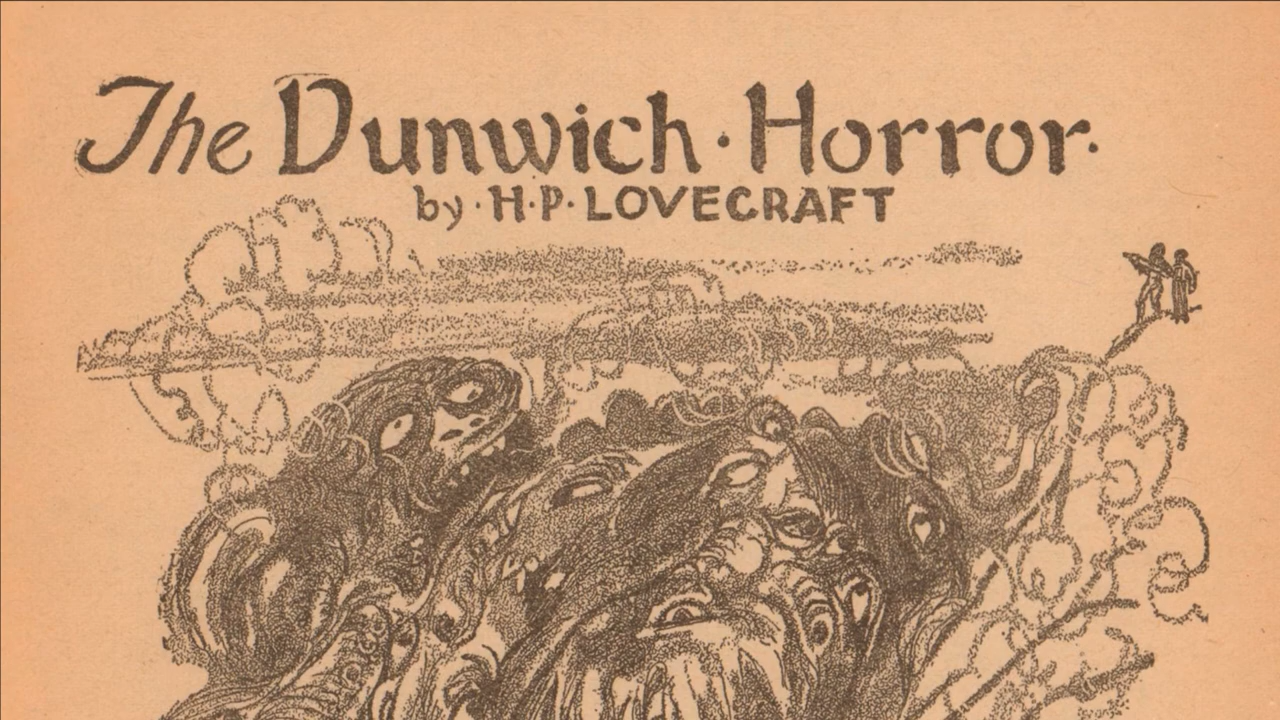 The Dunwich · Horror.
by · H · P · LOVECRAFT